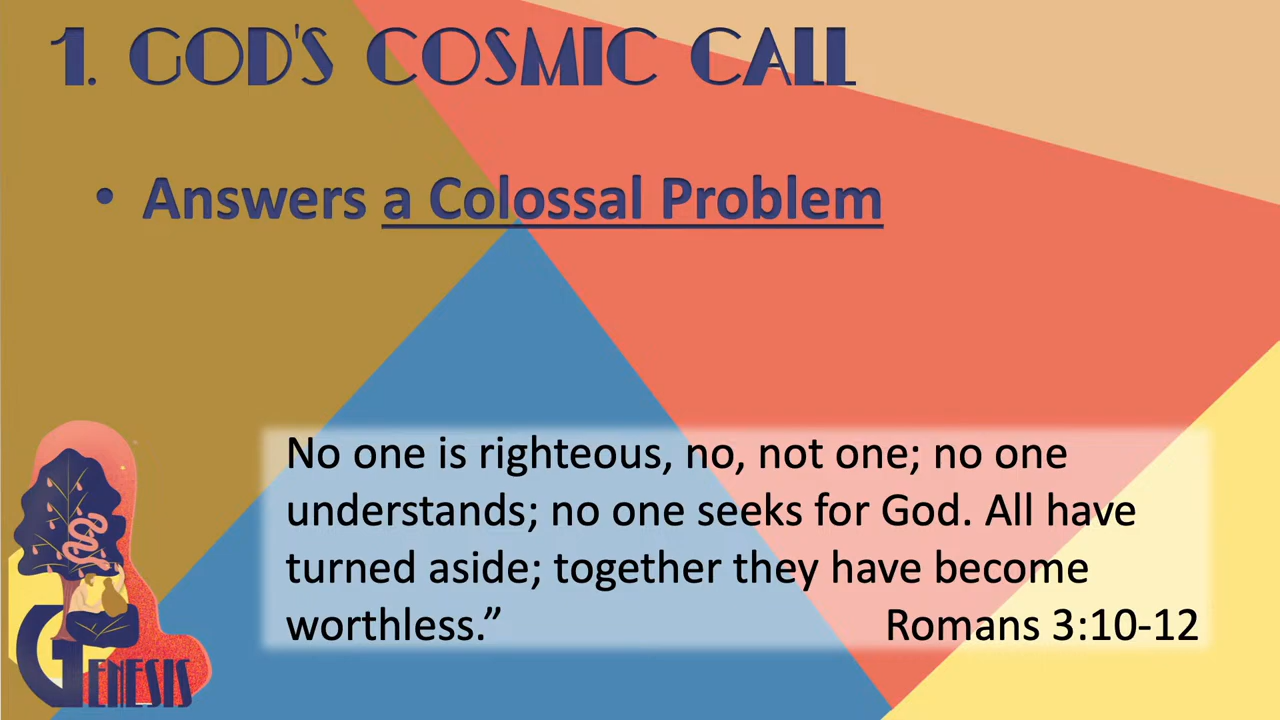 1. GOD'S COSMIC CALL
• Answers a Colossal Problem
No one is righteous, no, not one; no one
understands; no one seeks for God. All have
turned aside; together they have become
worthless.” Romans 3:10-12
GENESIS